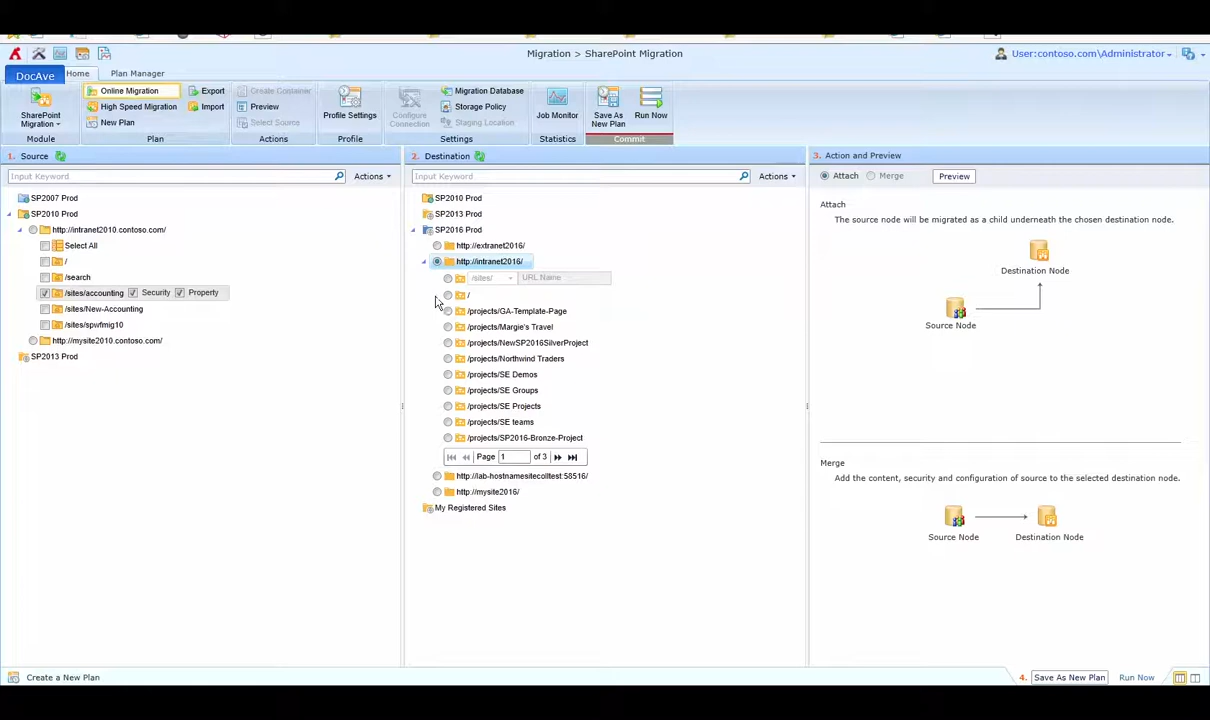 Migration > SharePoint Migration
User:contoso.com\Administrator
DocAve
Home
Plan Manager
Online Migration
Export
High Speed Migration
Import
New Plan
SharePoint Migration
Module
Plan
Create Container
Preview
Select Source
Actions
Profile Settings
Profile
Configure Connection
Migration Database
Storage Policy
Staging Location
Settings
Job Monitor
Statistics
Save As New Plan
Run Now
Commit
1. Source
Input Keyword
Actions
SP2007 Prod
SP2010 Prod
http://intranet2010.contoso.com/
Select All
/
/search
/sites/accounting Security Property
/sites/New-Accounting
/sites/spwfmig10
http://mysite2010.contoso.com/
SP2013 Prod
2. Destination
Input Keyword
Actions
SP2010 Prod
SP2013 Prod
SP2016 Prod
http://extranet2016/
http://intranet2016/
/sites/ URL Name
/
/projects/GA-Template-Page
/projects/Margie's Travel
/projects/NewSP2016SilverProject
/projects/Northwind Traders
/projects/SE Demos
/projects/SE Groups
/projects/SE Projects
/projects/SE teams
/projects/SP2016-Bronze-Project
Page 1 of 3
http://lab-hostnamesitecolltest:58516/
http://mysite2016/
My Registered Sites
3. Action and Preview
Attach Merge Preview
Attach
The source node will be migrated as a child underneath the chosen destination node.
Destination Node
Source Node
Merge
Add the content, security and configuration of source to the selected destination node.
Source Node
Destination Node
Create a New Plan
4. Save As New Plan Run Now